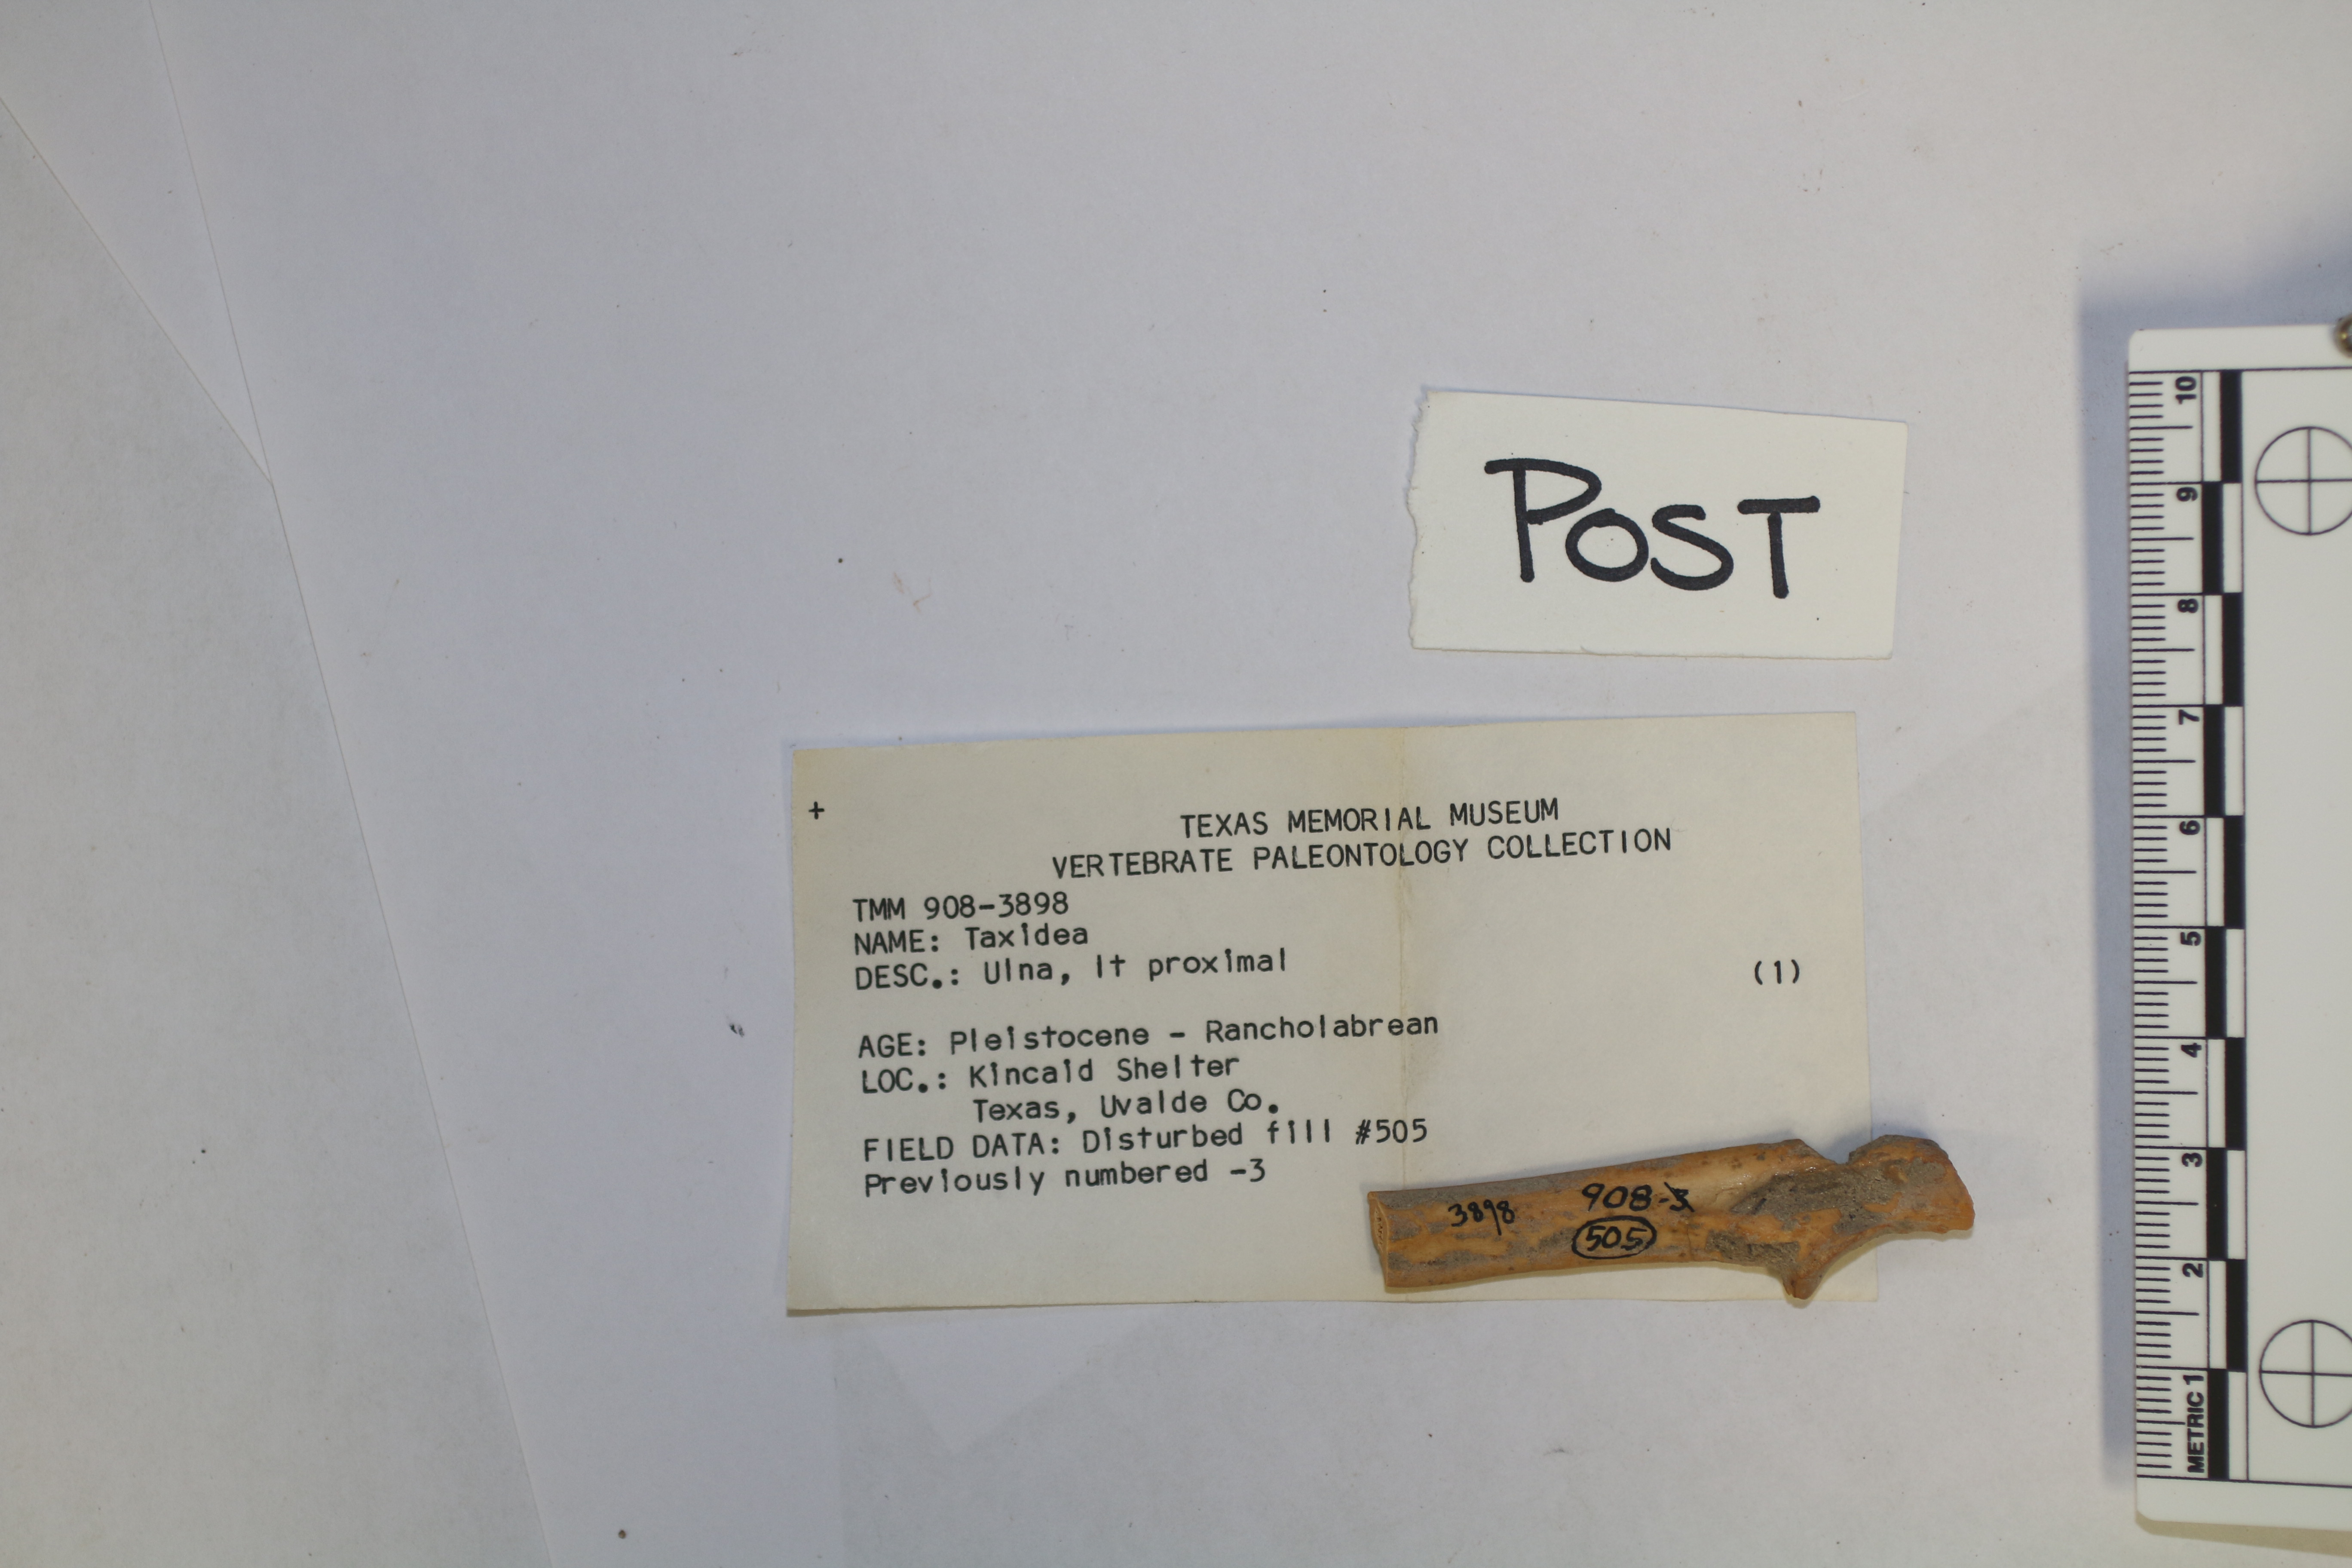 +
TEXAS MEMORIAL MUSEUM
VERTEBRATE PALEONTOLOGY COLLECTION
TMM 908-3898
NAME: Taxidea
DESC.: Ulna, lt proximal (1)
AGE: Pleistocene - Rancholabrean
LOC.: Kincaid Shelter
Texas, Uvalde Co.
FIELD DATA: Disturbed fill #505
Previously numbered -3
3898
908-3
505
POST
METRIC 1 2 3 4 5 6 7 8 9 10